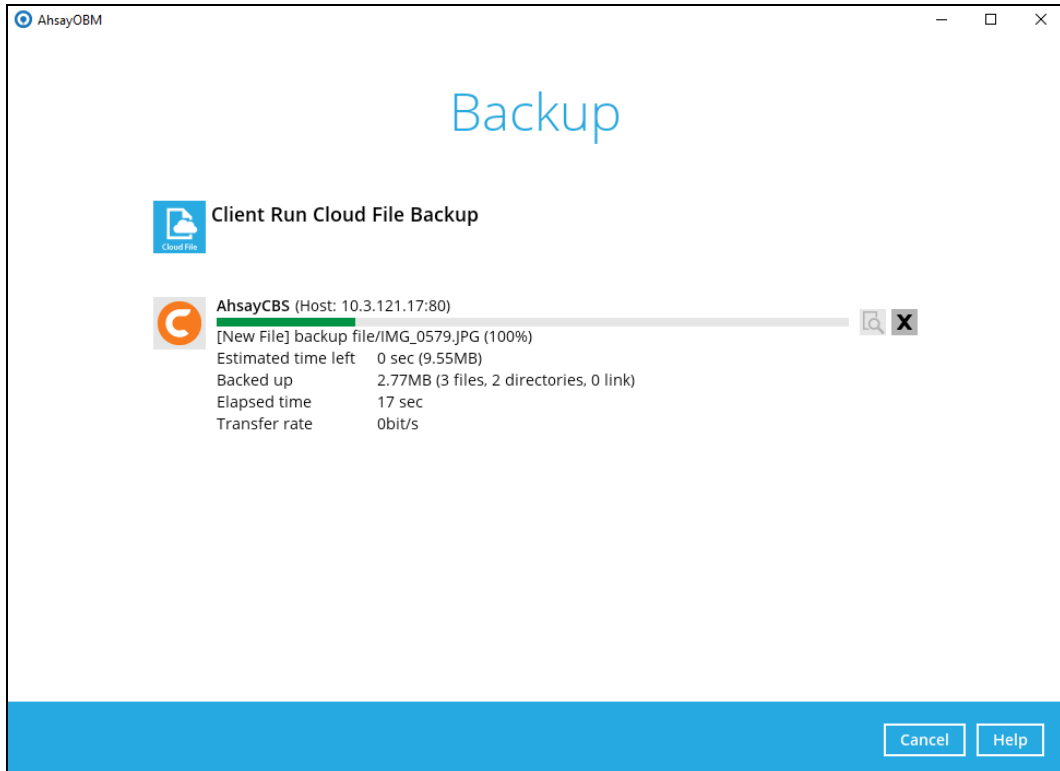 AhsayOBM
Backup
Client Run Cloud File Backup
Cloud File
AhsayCBS (Host: 10.3.121.17:80)
[New File] backup file/IMG_0579.JPG (100%)
Estimated time left 0 sec (9.55MB)
Backed up 2.77MB (3 files, 2 directories, 0 link)
Elapsed time 17 sec
Transfer rate 0bit/s
Cancel Help